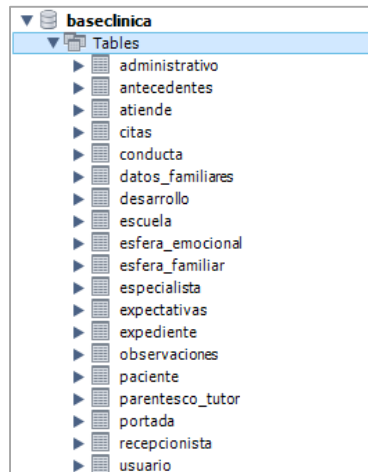 baseclinica
Tables
administrativo
antecedentes
atiende
citas
conducta
datos_familiares
desarrollo
escuela
esfera_emocional
esfera_familiar
especialista
expectativas
expediente
observaciones
paciente
parentesco_tutor
portada
recepcionista
usuario